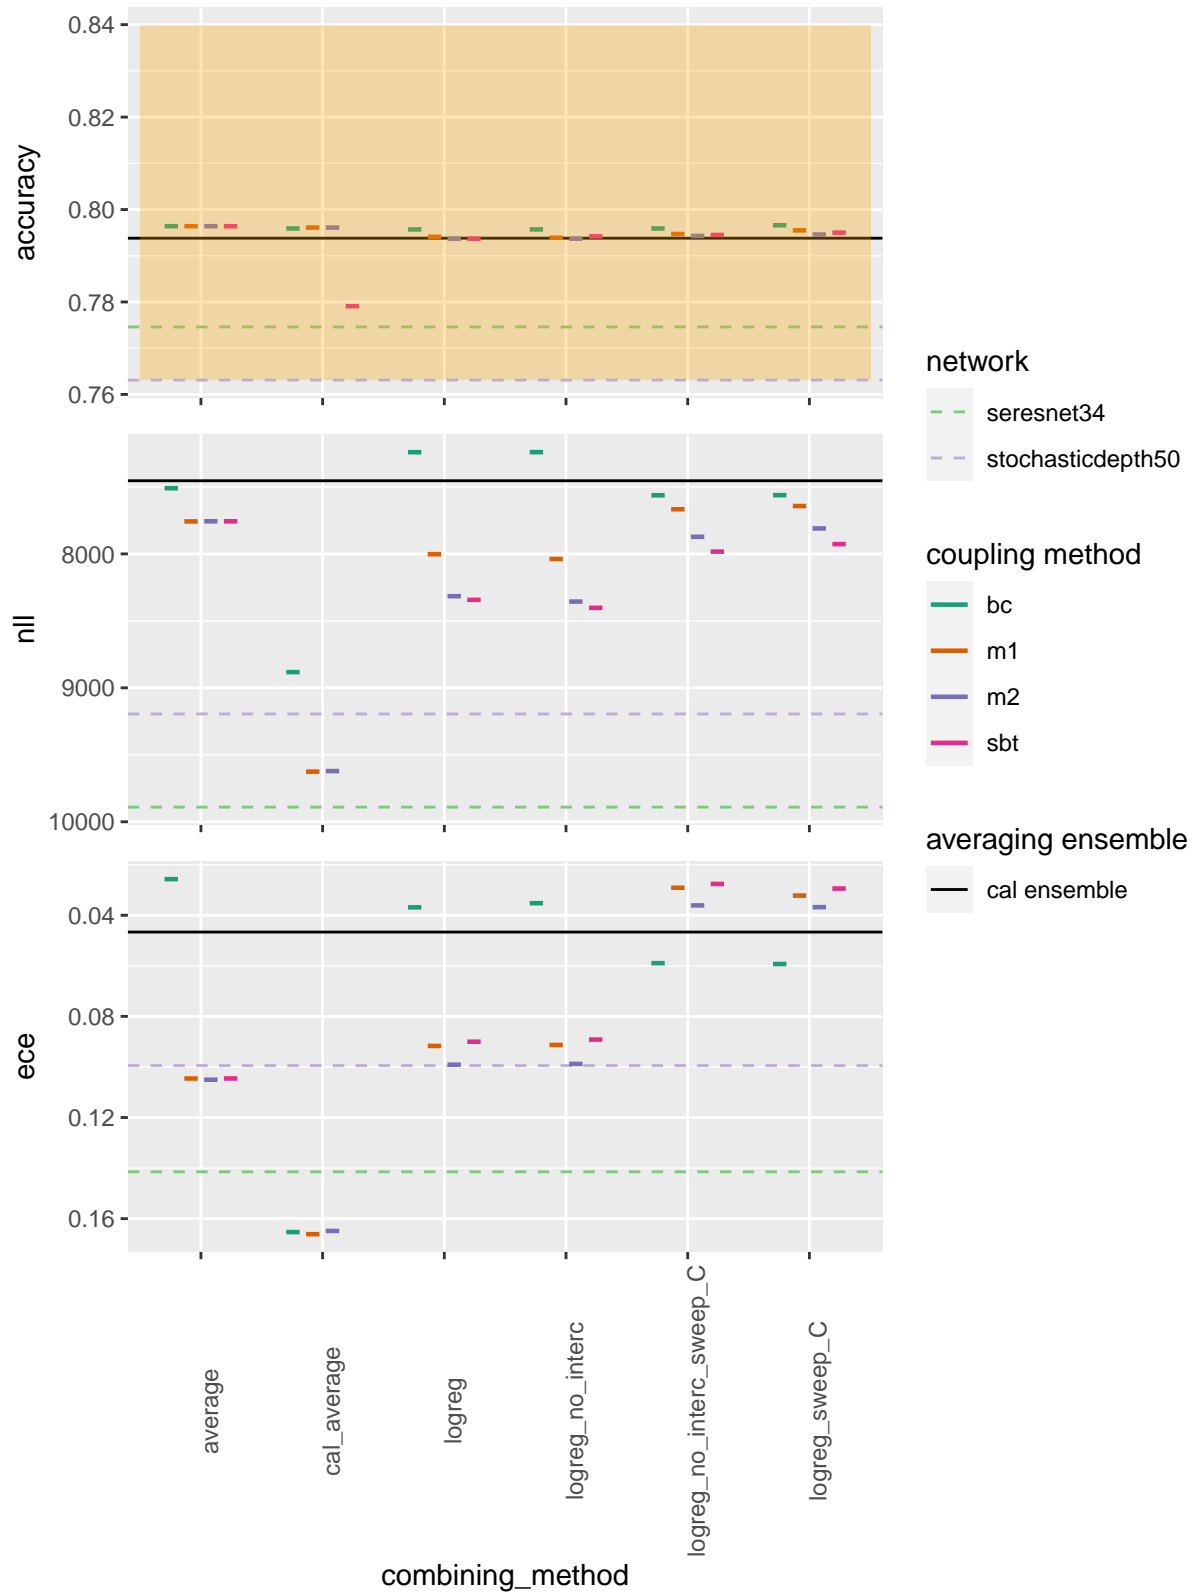 0.84
0.82
0.80
0.78
0.76
accuracy
8000
9000
10000
nll
0.04
0.08
0.12
0.16
ece
average
cal_average
logreg
logreg_no_interc
logreg_no_interc_sweep_C
logreg_sweep_C
combining_method
network
seresnet34
stochasticdepth50
coupling method
bc
m1
m2
sbt
averaging ensemble
cal ensemble